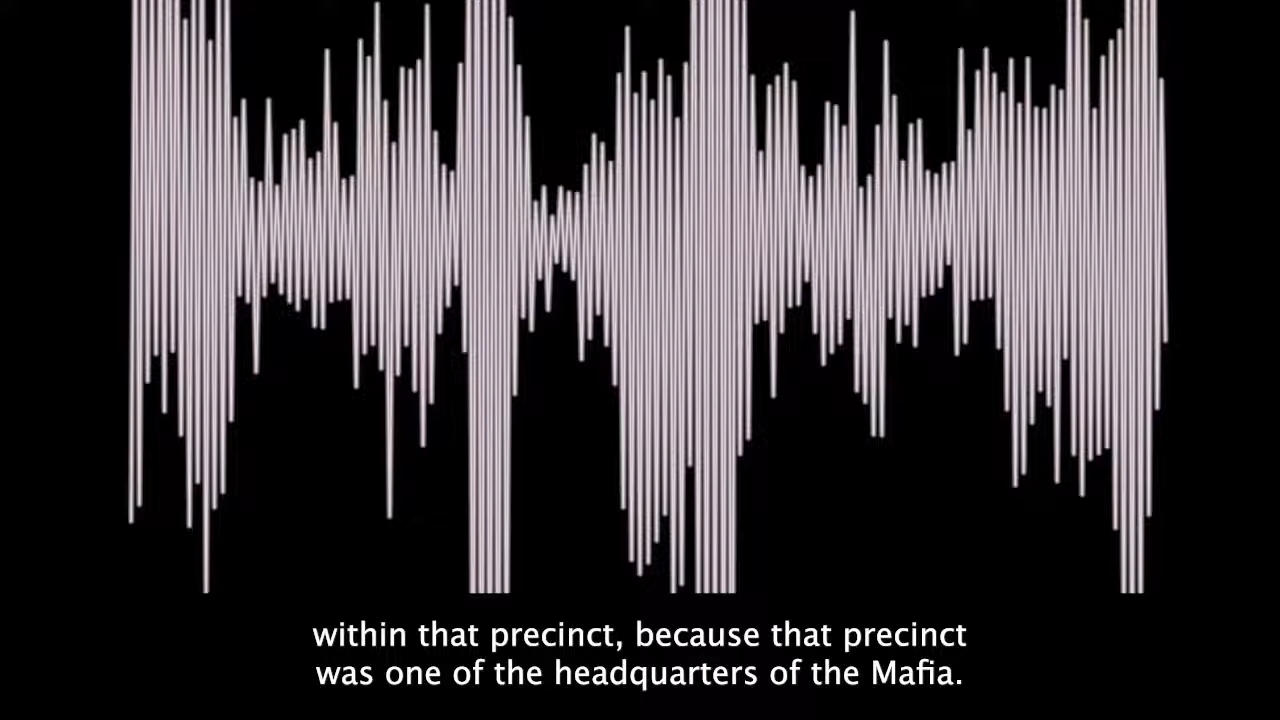 within that precinct, because that precinct
was one of the headquarters of the Mafia.